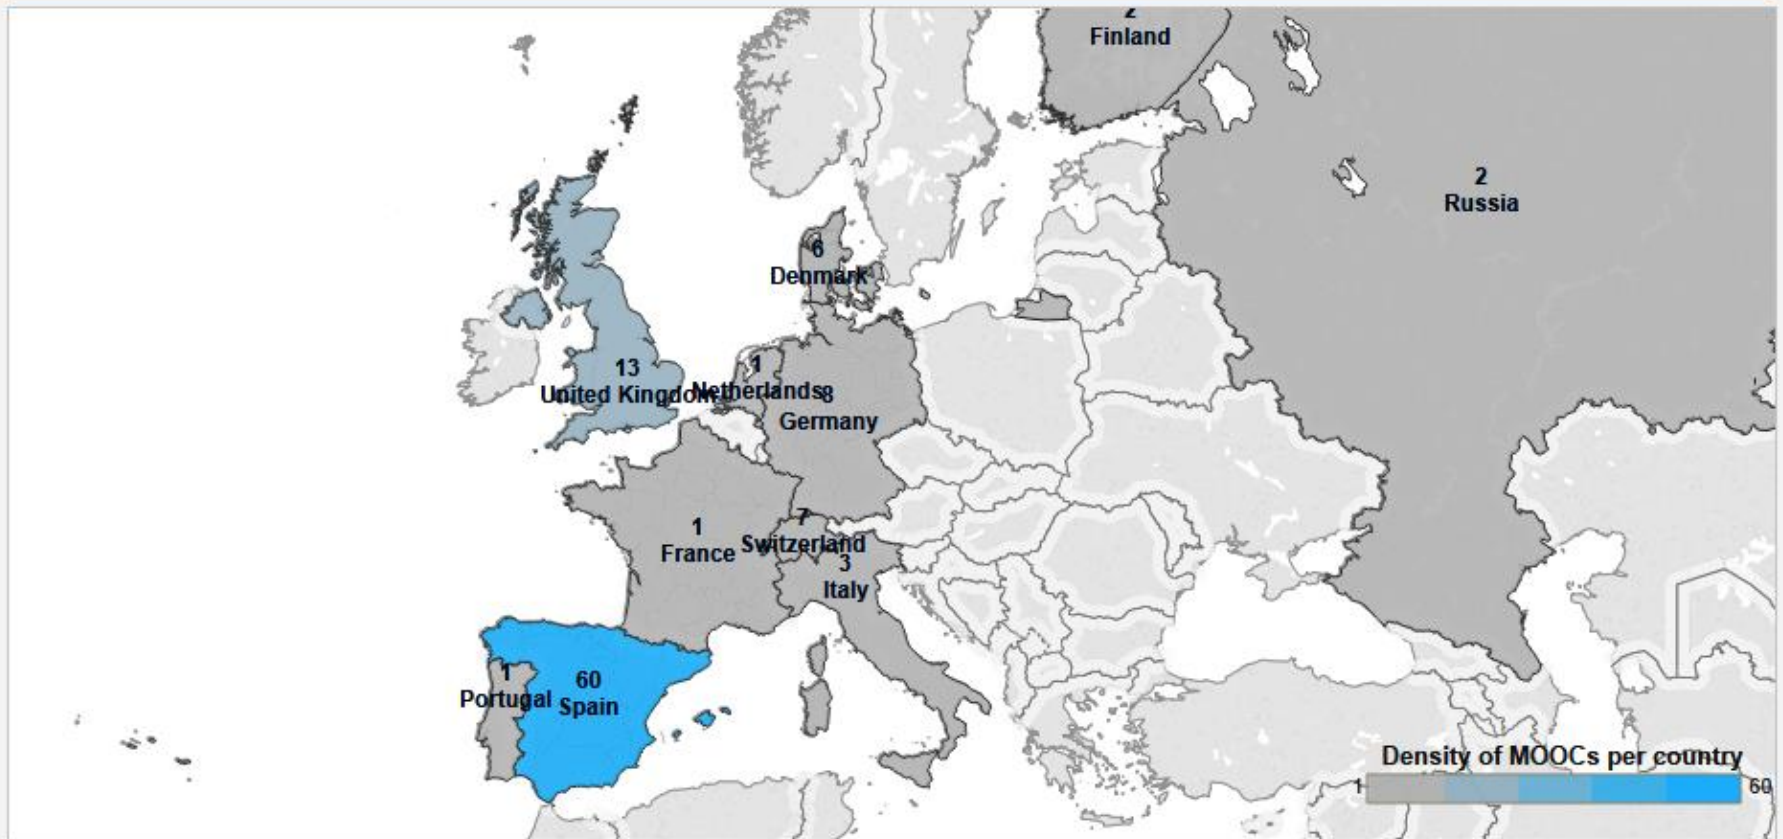 2
Finland
2
Russia
6
Denmark
13
United Kingdom
1
Netherlands
8
Germany
1
France
7
Switzerland
3
Italy
1
Portugal
60
Spain
Density of MOOCs per country
1 60